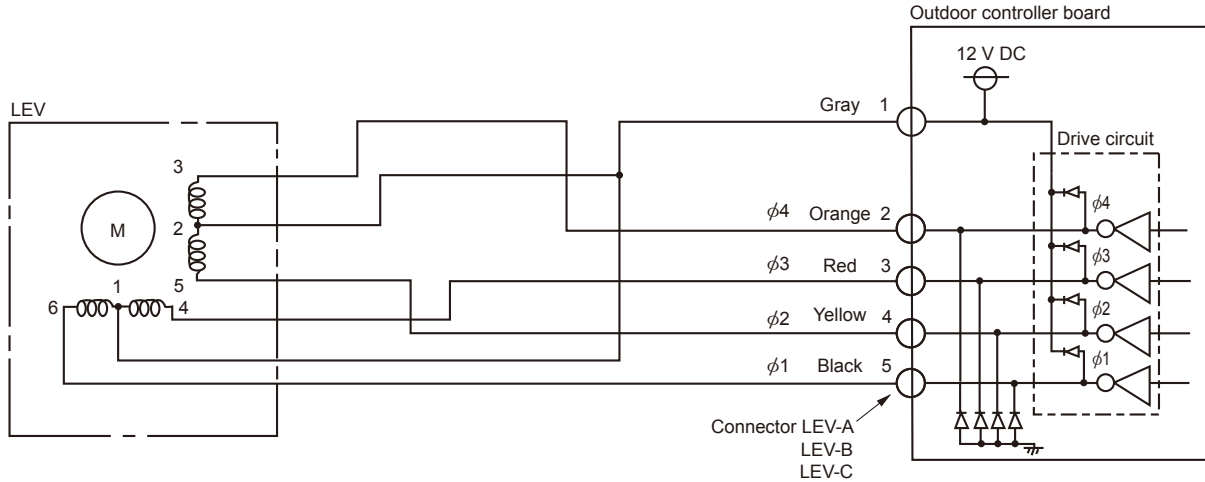 Outdoor controller board
12 V DC
LEV
Gray 1
Drive circuit
3
ϕ4 Orange 2
ϕ4
M
2
ϕ3 Red 3
ϕ3
1
5
6
4
ϕ2 Yellow 4
ϕ2
ϕ1 Black 5
ϕ1
Connector LEV-A
LEV-B
LEV-C